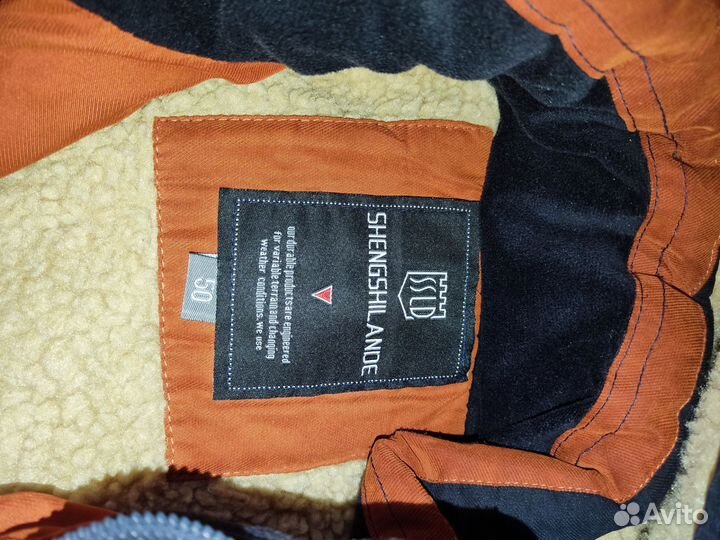 SSLD
SHENGSHILANDE
our durable products are engineered
for variable terrain and changing
weather conditions. We use
50
Avito